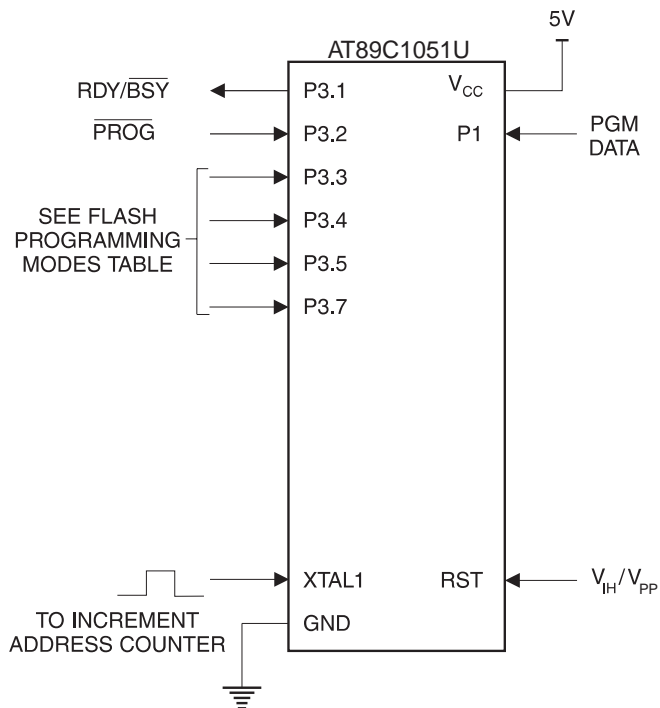 5V
AT89C1051U
RDY/BSY
P3.1
VCC
PROG
P3.2
P1
PGM
DATA
P3.3
SEE FLASH
PROGRAMMING
MODES TABLE
P3.4
P3.5
P3.7
XTAL1
RST
VIH/VPP
TO INCREMENT
ADDRESS COUNTER
GND